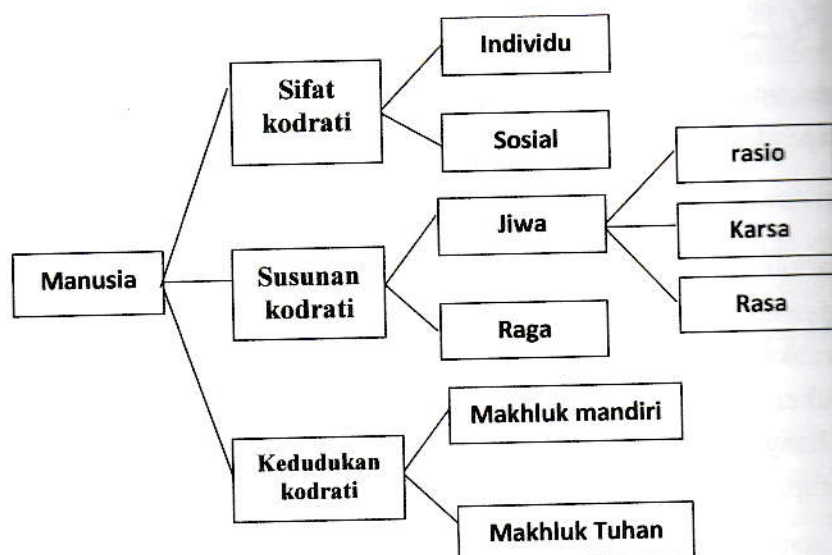 Manusia
Sifat
kodrati
Individu
Sosial
Susunan
kodrati
Jiwa
rasio
Karsa
Rasa
Raga
Kedudukan
kodrati
Makhluk mandiri
Makhluk Tuhan